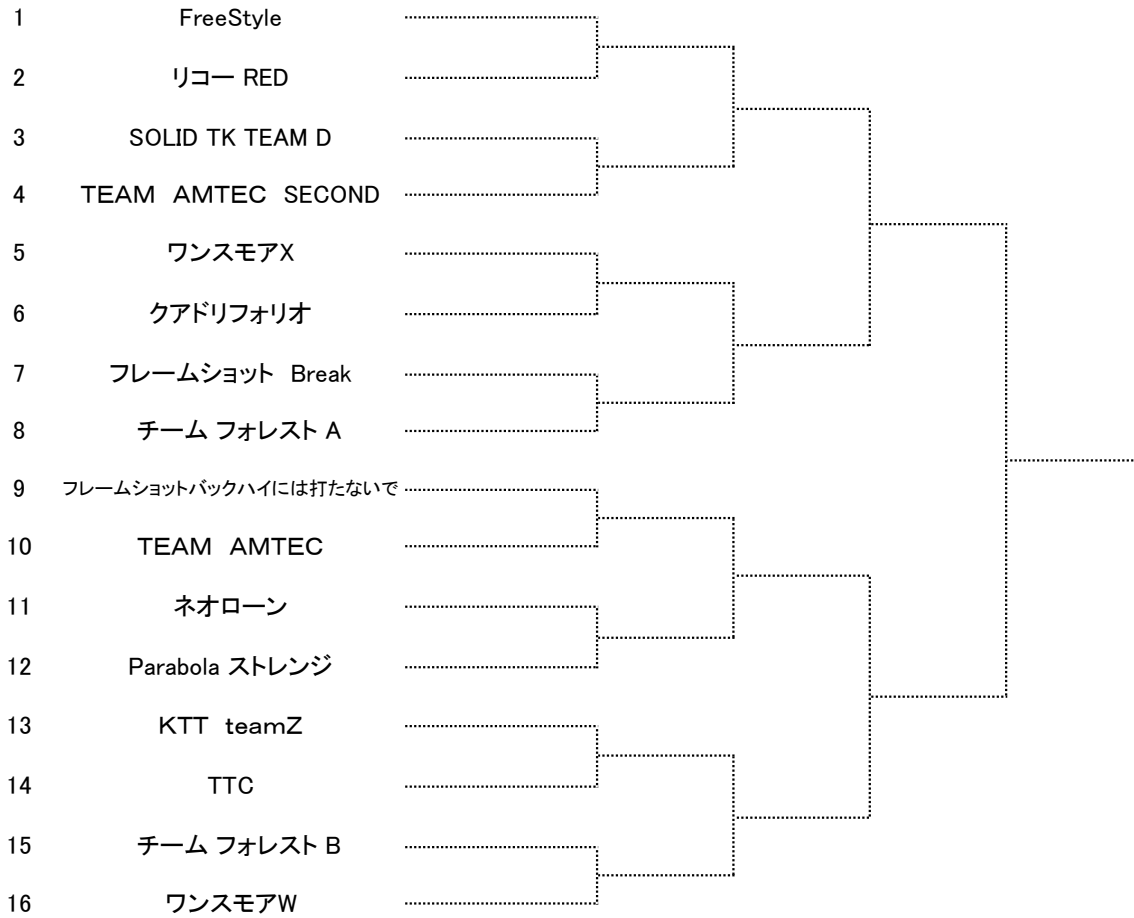 1 FreeStyle
2 リコー RED
3 SOLID TK TEAM D
4 TEAM　AMTEC　SECOND
5 ワンスモアX
6 クアドリフォリオ
7 フレームショット　Break
8 チーム フォレスト A
9 フレームショットバックハイには打たないで
10 TEAM　AMTEC
11 ネオローン
12 Parabola ストレンジ
13 KTT　teamZ
14 TTC
15 チーム フォレスト B
16 ワンスモアW